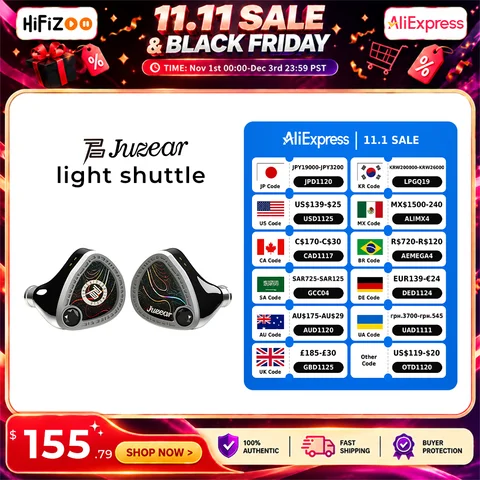 HiFiZOO
11.11 SALE
& BLACK FRIDAY
AliExpress
TIME: Nov 1st 00:00-Dec 3rd 23:59 PST
Juzear
light shuttle
AliExpress | 11.1 SALE
JP Code
JPY19000-JPY3200
JPD1120
KR Code
KRW200000-KRW26000
LPGQ19
US Code
US$139-$25
USD1125
MX Code
MX$1500-240
ALIMX4
CA Code
C$170-C$30
CAD1117
BR Code
R$720-R$120
AEMEGA4
SA Code
SAR725-SAR125
GCC04
DE Code
EUR139-€24
DED1124
AU Code
AU$175-AU$29
AUD1120
UA Code
грн.3700-грн.545
UAD1111
UK Code
£185-£30
GBD1125
Other
Code
US$119-$20
OTD1120
Juzear
$ 155.79
SHOP NOW >
100%
AUTHENTIC
FAST
SHIPPING
BUYER
PROTECTION